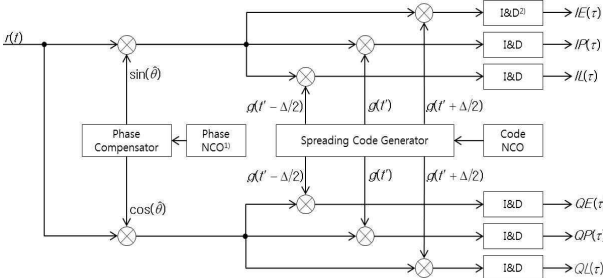 r(t)
I&D²⁾
IE(τ)
I&D
IP(τ)
I&D
IL(τ)
sin(θ̂)
g(t′ − Δ/2)
g(t′)
g(t′ + Δ/2)
Phase
Compensator
Phase
NCO¹⁾
Spreading Code Generator
Code
NCO
g(t′ − Δ/2)
g(t′)
g(t′ + Δ/2)
cos(θ̂)
I&D
QE(τ
I&D
QP(τ)
I&D
QL(τ)